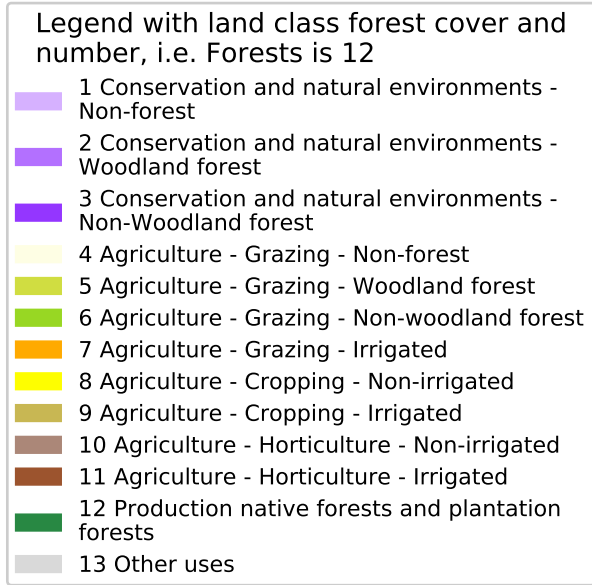 Legend with land class forest cover and
number, i.e. Forests is 12
1 Conservation and natural environments -
Non-forest
2 Conservation and natural environments -
Woodland forest
3 Conservation and natural environments -
Non-Woodland forest
4 Agriculture - Grazing - Non-forest
5 Agriculture - Grazing - Woodland forest
6 Agriculture - Grazing - Non-woodland forest
7 Agriculture - Grazing - Irrigated
8 Agriculture - Cropping - Non-irrigated
9 Agriculture - Cropping - Irrigated
10 Agriculture - Horticulture - Non-irrigated
11 Agriculture - Horticulture - Irrigated
12 Production native forests and plantation
forests
13 Other uses